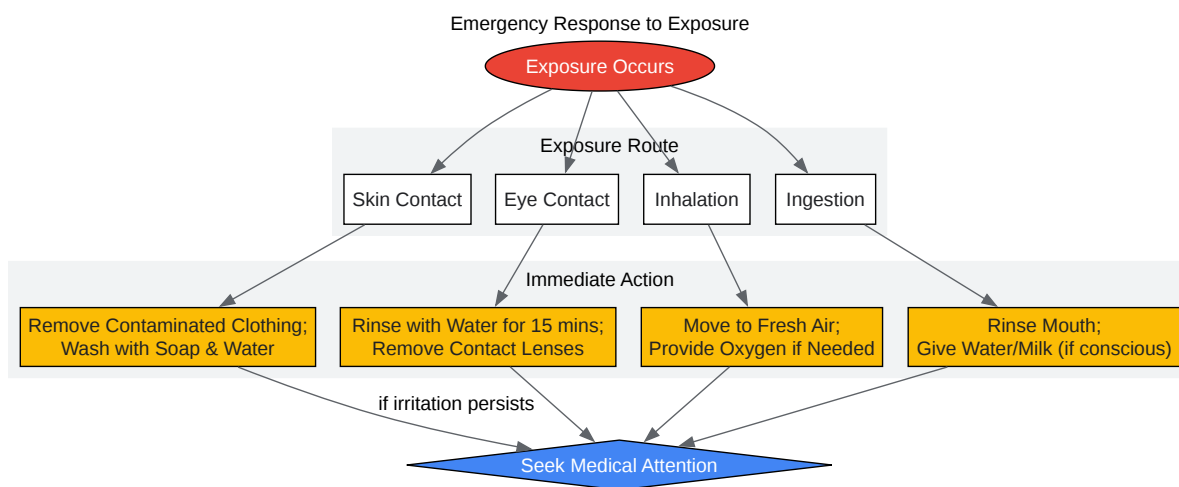 Emergency Response to Exposure
Exposure Occurs
Exposure Route
Skin Contact
Eye Contact
Inhalation
Ingestion
Immediate Action
Remove Contaminated Clothing;
Wash with Soap & Water
Rinse with Water for 15 mins;
Remove Contact Lenses
Move to Fresh Air;
Provide Oxygen if Needed
Rinse Mouth;
Give Water/Milk (if conscious)
if irritation persists
Seek Medical Attention